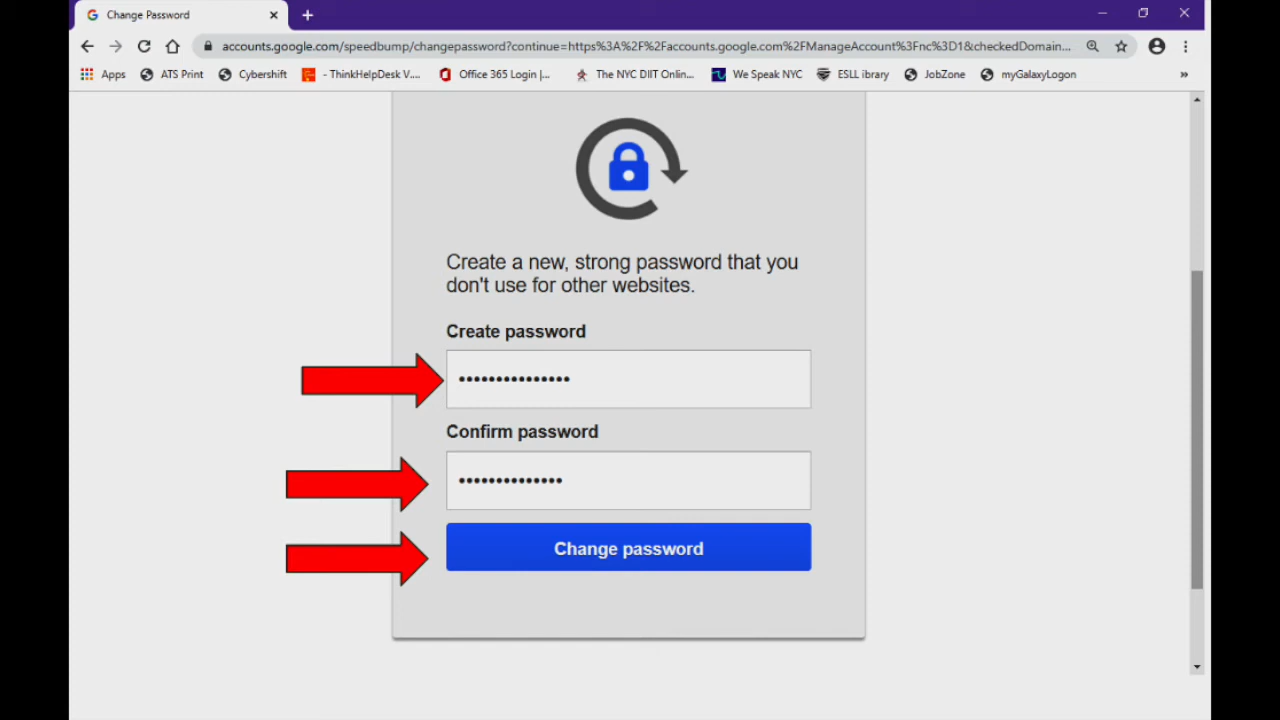 Change Password
accounts.google.com/speedbump/changepassword?continue=https%3A%2F%2Faccounts.google.com%2FManageAccount%3Fnc%3D1&checkedDomain...
Apps ATS Print Cybershift - ThinkHelpDesk V.... Office 365 Login |... The NYC DIIT Onlin... We Speak NYC ESLL ibrary JobZone myGalaxyLogon »
Create a new, strong password that you
don't use for other websites.
Create password
•••••••••••••••
Confirm password
••••••••••••••
Change password